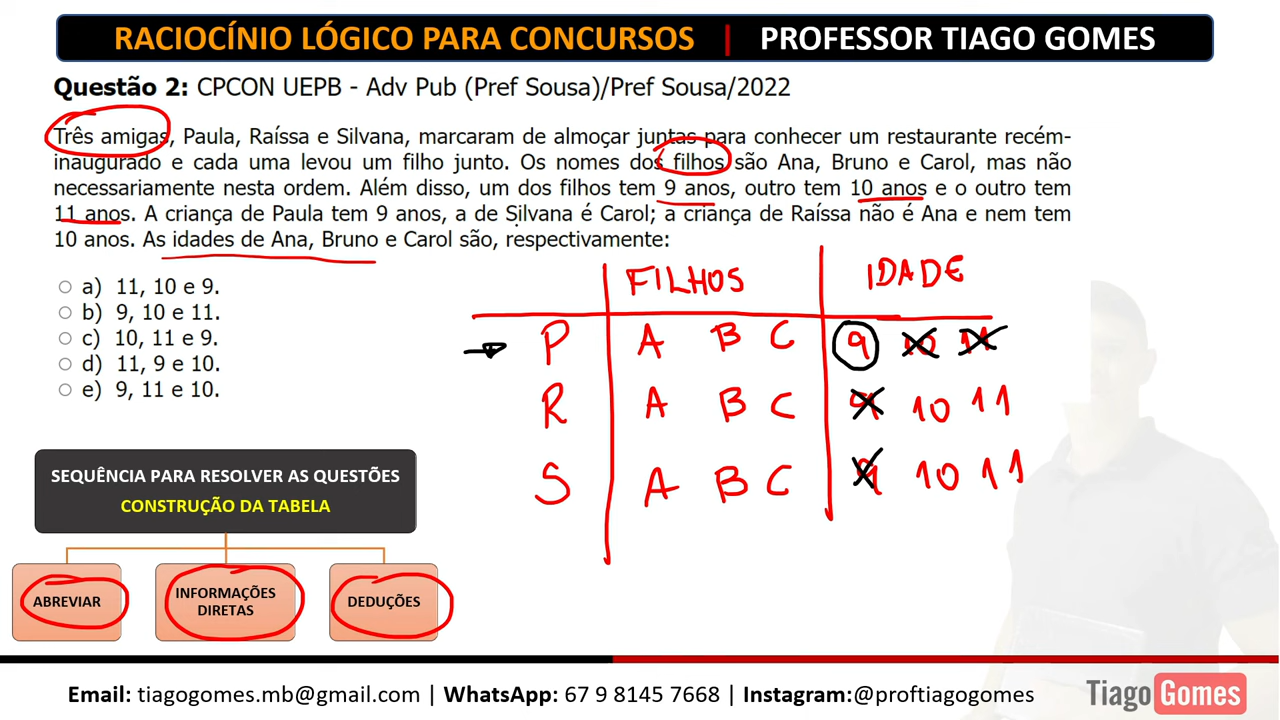 RACIOCÍNIO LÓGICO PARA CONCURSOS | PROFESSOR TIAGO GOMES
Questão 2: CPCON UEPB - Adv Pub (Pref Sousa)/Pref Sousa/2022
Três amigas, Paula, Raíssa e Silvana, marcaram de almoçar juntas para conhecer um restaurante recém-
inaugurado e cada uma levou um filho junto. Os nomes dos filhos são Ana, Bruno e Carol, mas não
necessariamente nesta ordem. Além disso, um dos filhos tem 9 anos, outro tem 10 anos e o outro tem
11 anos. A criança de Paula tem 9 anos, a de Silvana é Carol; a criança de Raíssa não é Ana e nem tem
10 anos. As idades de Ana, Bruno e Carol são, respectivamente:
a) 11, 10 e 9.
b) 9, 10 e 11.
c) 10, 11 e 9.
d) 11, 9 e 10.
e) 9, 11 e 10.
FILHOS IDADE
P A B C 9 10 11
R A B C 9 10 11
S A B C 9 10 11
SEQUÊNCIA PARA RESOLVER AS QUESTÕES
CONSTRUÇÃO DA TABELA
ABREVIAR
INFORMAÇÕES
DIRETAS
DEDUÇÕES
Email: tiagogomes.mb@gmail.com | WhatsApp: 67 9 8145 7668 | Instagram:@proftiagogomes
Tiago Gomes